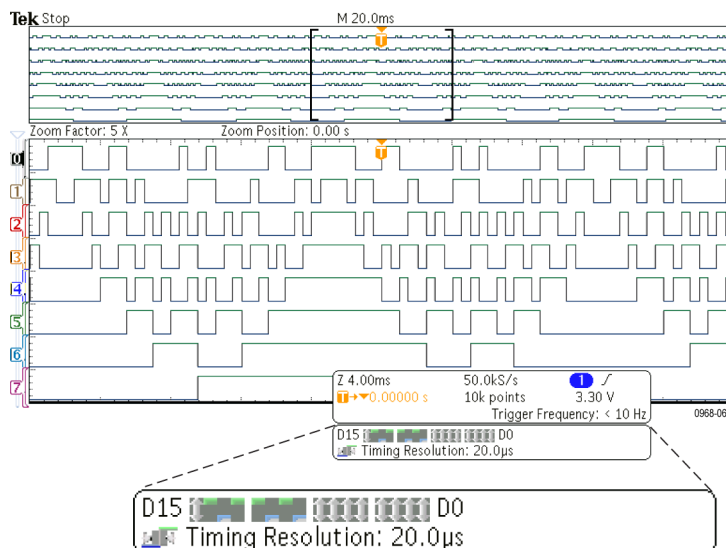 Tek Stop M 20.0ms
T
Zoom Factor: 5 X Zoom Position: 0.00 s
0
T
1
2
3
4
5
6
7
Z 4.00ms 50.0kS/s 1
T→▼0.00000 s 10k points 3.30 V
Trigger Frequency: < 10 Hz
0968-06
D15 D0
Timing Resolution: 20.0µs
D15 D0
Timing Resolution: 20.0µs